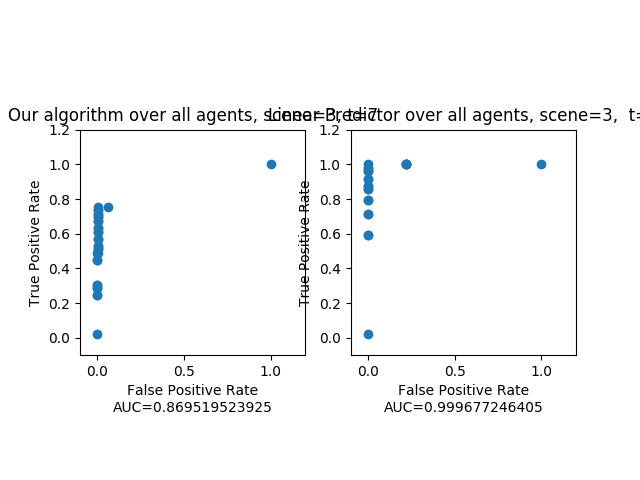 Our algorithm over all agents, scene=3, t=7
Linear Predictor over all agents, scene=3, t=
1.2
1.0
0.8
0.6
0.4
0.2
0.0
True Positive Rate
0.0 0.5 1.0
False Positive Rate
AUC=0.869519523925
1.2
1.0
0.8
0.6
0.4
0.2
0.0
True Positive Rate
0.0 0.5 1.0
False Positive Rate
AUC=0.999677246405